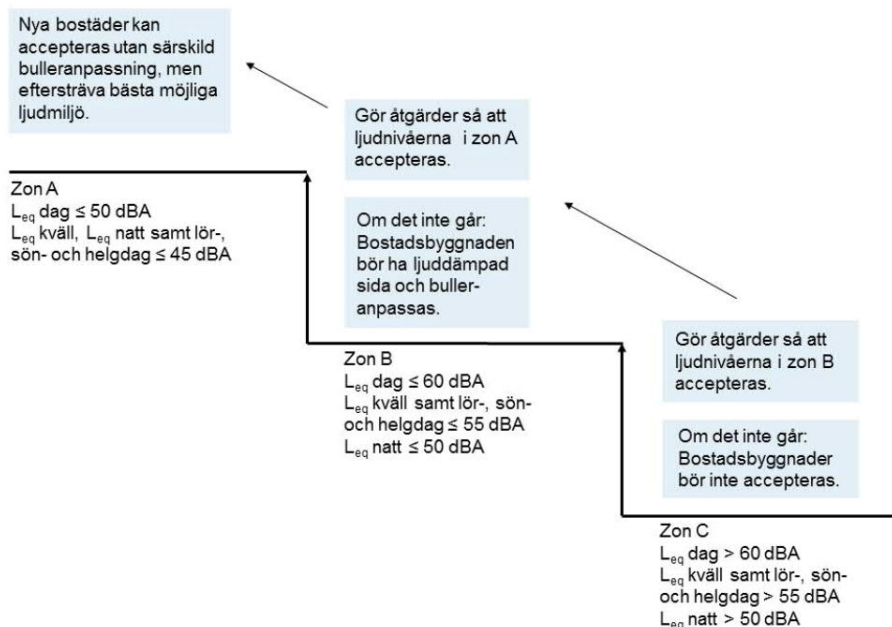 Nya bostäder kan
accepteras utan särskild
bulleranpassning, men
eftersträva bästa möjliga
ljudmiljö.
Zon A
Leq dag ≤ 50 dBA
Leq kväll, Leq natt samt lör-,
sön- och helgdag ≤ 45 dBA
Gör åtgärder så att
ljudnivåerna i zon A
accepteras.
Om det inte går:
Bostadsbyggnaden
bör ha ljuddämpad
sida och buller-
anpassas.
Zon B
Leq dag ≤ 60 dBA
Leq kväll samt lör-, sön-
och helgdag ≤ 55 dBA
Leq natt ≤ 50 dBA
Gör åtgärder så att
ljudnivåerna i zon B
accepteras.
Om det inte går:
Bostadsbyggnader
bör inte accepteras.
Zon C
Leq dag > 60 dBA
Leq kväll samt lör-, sön-
och helgdag > 55 dBA
Leq natt > 50 dBA